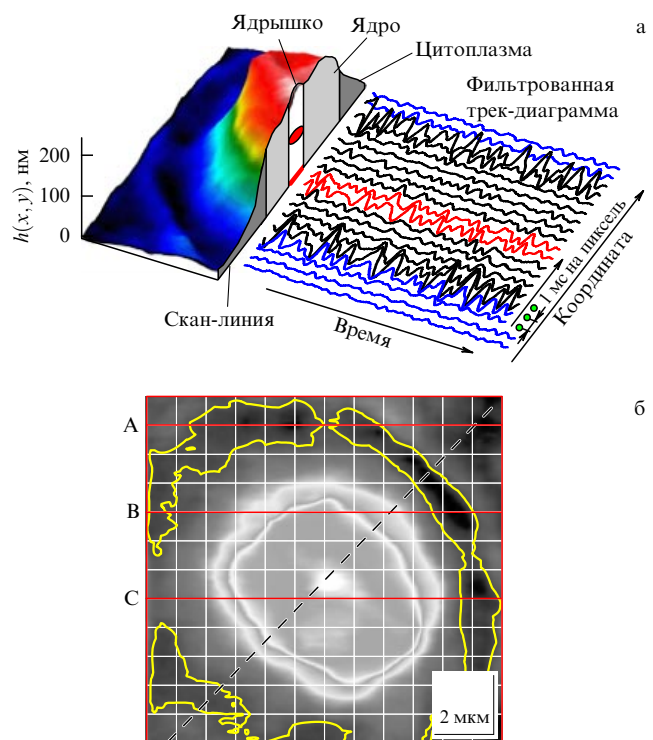 а
Ядрышко
Ядро
Цитоплазма
Фильтрованная
трек-диаграмма
h(x, y), нм
200
100
0
Скан-линия
Время
1 мс на пиксель
Координата
б
A
B
C
2 мкм